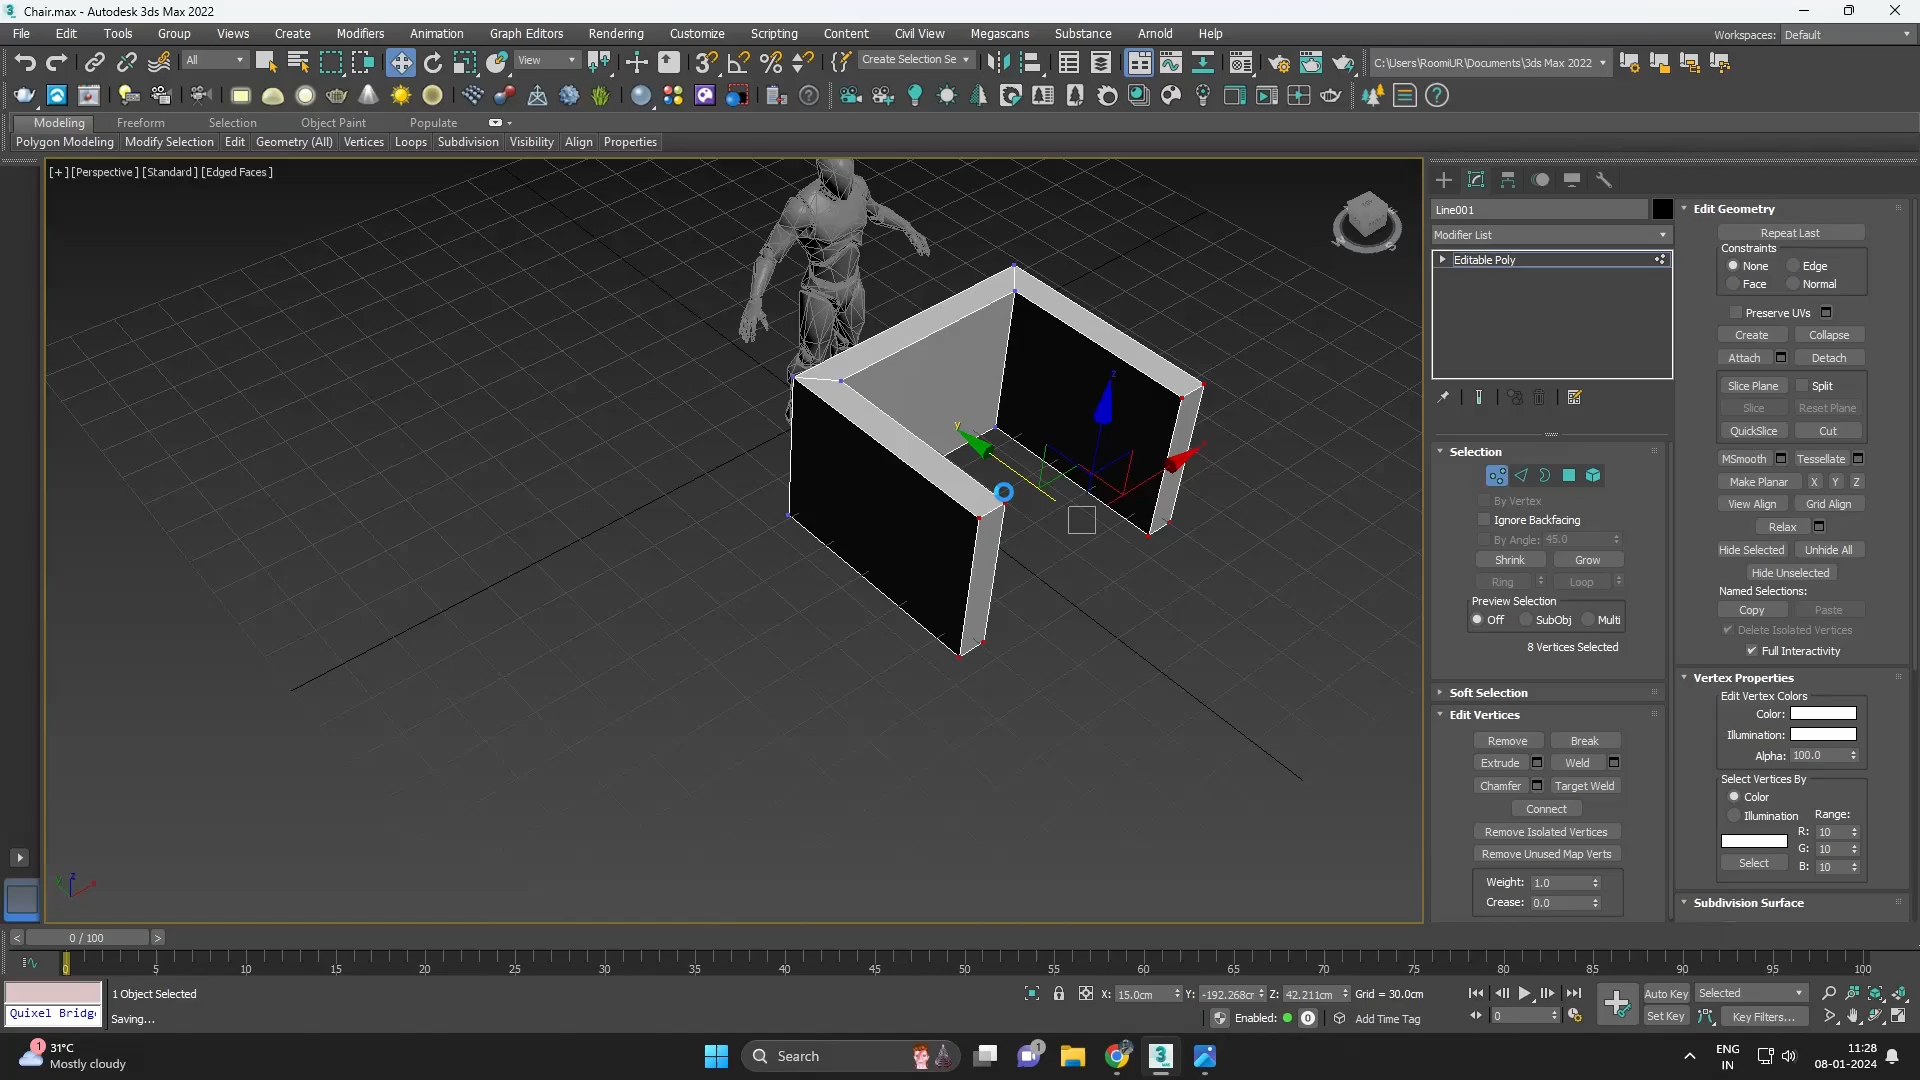 Chair.max - Autodesk 3ds Max 2022
File Edit Tools Group Views Create Modifiers Animation Graph Editors Rendering Customize Scripting Content Civil View Megascans Substance Arnold Help
Workspaces: Default
All View Create Selection Se C:\Users\RoomiUR\Documents\3ds Max 2022
Modeling Freeform Selection Object Paint Populate
Polygon Modeling Modify Selection Edit Geometry (All) Vertices Loops Subdivision Visibility Align Properties
[+] [Perspective] [Standard] [Edged Faces]
z
y
Line001
Modifier List
Editable Poly
Selection
By Vertex
Ignore Backfacing
By Angle: 45.0
Shrink Grow
Ring Loop
Preview Selection
Off SubObj Multi
8 Vertices Selected
Soft Selection
Edit Vertices
Remove Break
Extrude Weld
Chamfer Target Weld
Connect
Remove Isolated Vertices
Remove Unused Map Verts
Weight: 1.0
Crease: 0.0
Edit Geometry
Repeat Last
Constraints
None Edge
Face Normal
Preserve UVs
Create Collapse
Attach Detach
Slice Plane Split
Slice Reset Plane
QuickSlice Cut
MSmooth Tessellate
Make Planar X Y Z
View Align Grid Align
Relax
Hide Selected Unhide All
Hide Unselected
Named Selections:
Copy Paste
Delete Isolated Vertices
Full Interactivity
Vertex Properties
Edit Vertex Colors
Color:
Illumination:
Alpha: 100.0
Select Vertices By
Color
Illumination Range:
R: 10
G: 10
Select B: 10
Subdivision Surface
< 0 / 100 >
0 5 10 15 20 25 30 35 40 45 50 55 60 65 70 75 80 85 90 95 100
1 Object Selected
Quixel Bridg Saving...
X: 15.0cm Y: -192.268cr Z: 42.211cm Grid = 30.0cm
Enabled: 0 Add Time Tag
Auto Key Selected
0 Set Key Key Filters...
1 31°C
Mostly cloudy
Search
1
ENG
IN
11:28
08-01-2024